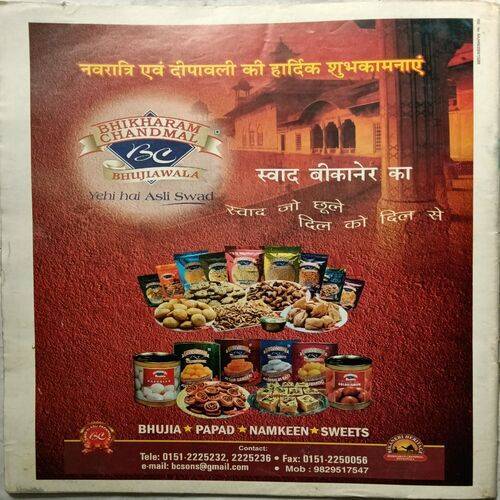 नवरात्रि एवं दीपावली की हार्दिक शुभकामनाएं
BHIKHARAM
CHANDMAL
BC
BHUJIAWALA
Yehi hai Asli Swad
स्वाद बीकानेर का
स्वाद जो छूले
दिल को दिल से
BHUJIA ★ PAPAD ★ NAMKEEN ★ SWEETS
Contact:
Tele: 0151-2225232, 2225236 • Fax: 0151-2250056
e-mail: bcsons@gmail.com • Mob : 9829517547
BC